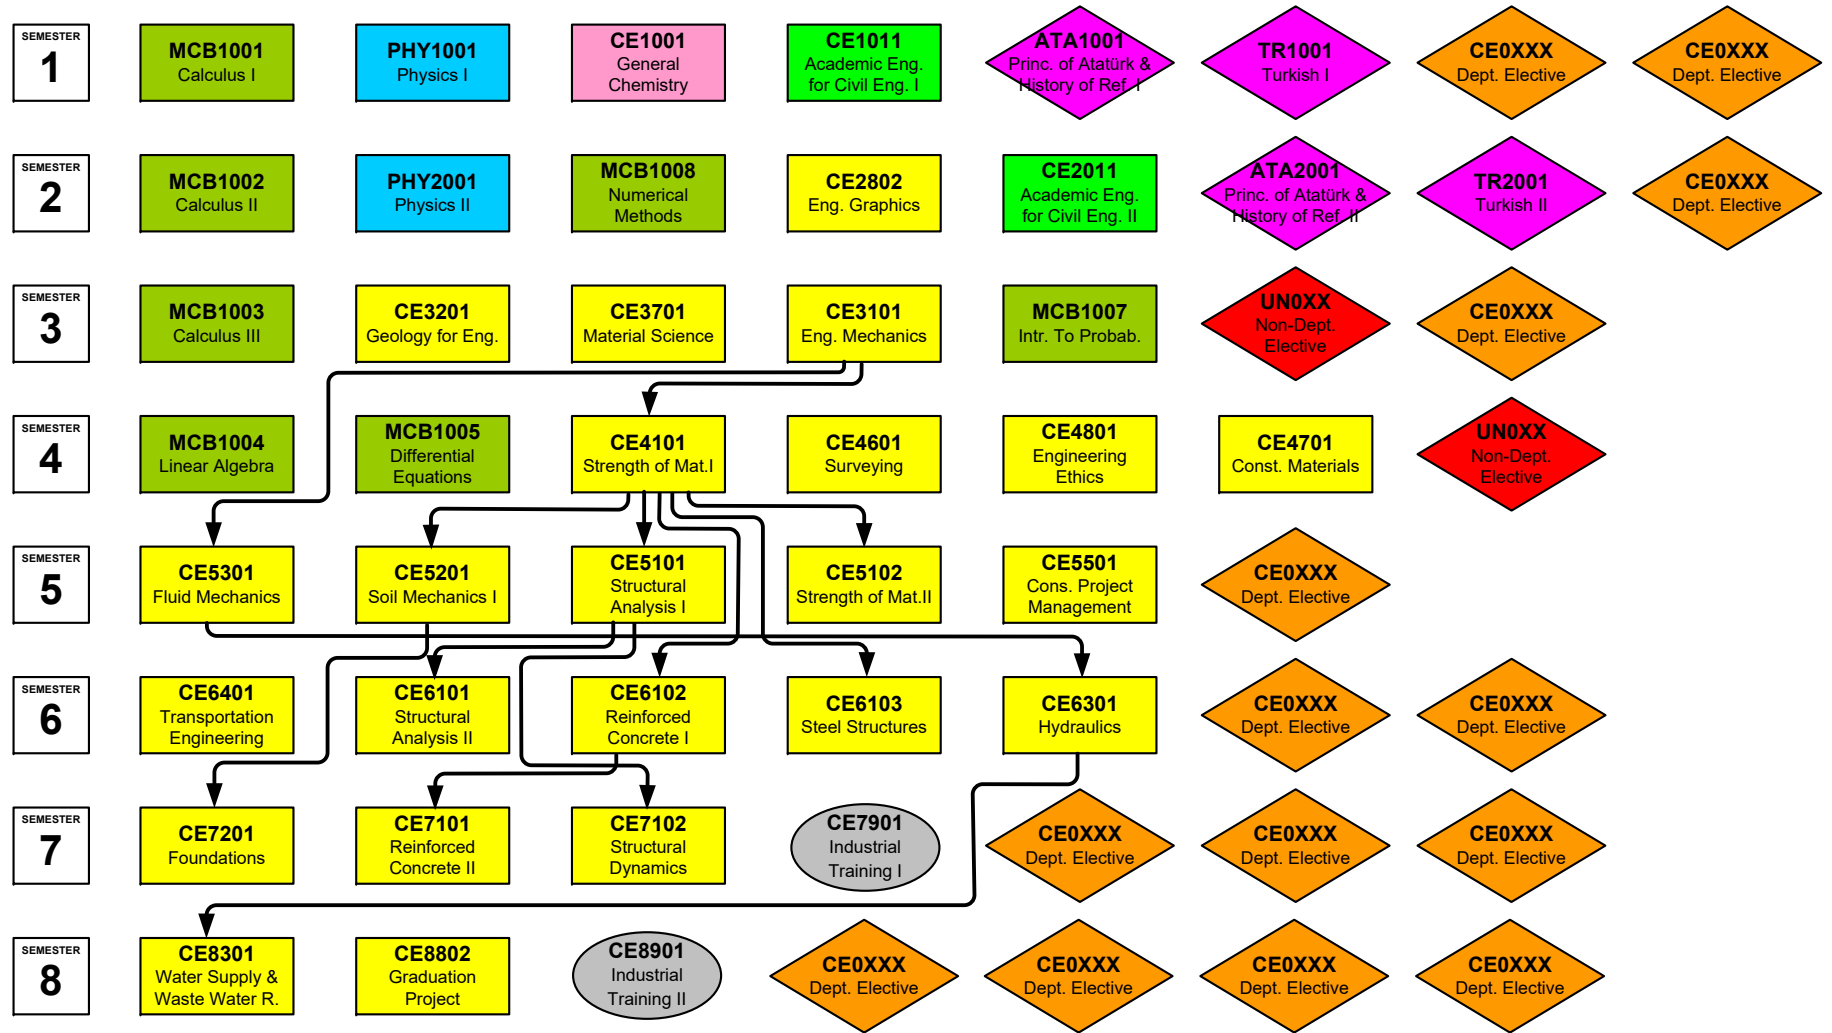 SEMESTER
1
MCB1001
Calculus I
PHY1001
Physics I
CE1001
General
Chemistry
CE1011
Academic Eng.
for Civil Eng. I
ATA1001
Princ. of Atatürk &
History of Ref. I
TR1001
Turkish I
CE0XXX
Dept. Elective
CE0XXX
Dept. Elective
SEMESTER
2
MCB1002
Calculus II
PHY2001
Physics II
MCB1008
Numerical
Methods
CE2802
Eng. Graphics
CE2011
Academic Eng.
for Civil Eng. II
ATA2001
Princ. of Atatürk &
History of Ref. II
TR2001
Turkish II
CE0XXX
Dept. Elective
SEMESTER
3
MCB1003
Calculus III
CE3201
Geology for Eng.
CE3701
Material Science
CE3101
Eng. Mechanics
MCB1007
Intr. To Probab.
UN0XX
Non-Dept.
Elective
CE0XXX
Dept. Elective
SEMESTER
4
MCB1004
Linear Algebra
MCB1005
Differential
Equations
CE4101
Strength of Mat.I
CE4601
Surveying
CE4801
Engineering
Ethics
CE4701
Const. Materials
UN0XX
Non-Dept.
Elective
SEMESTER
5
CE5301
Fluid Mechanics
CE5201
Soil Mechanics I
CE5101
Structural
Analysis I
CE5102
Strength of Mat.II
CE5501
Cons. Project
Management
CE0XXX
Dept. Elective
SEMESTER
6
CE6401
Transportation
Engineering
CE6101
Structural
Analysis II
CE6102
Reinforced
Concrete I
CE6103
Steel Structures
CE6301
Hydraulics
CE0XXX
Dept. Elective
CE0XXX
Dept. Elective
SEMESTER
7
CE7201
Foundations
CE7101
Reinforced
Concrete II
CE7102
Structural
Dynamics
CE7901
Industrial
Training I
CE0XXX
Dept. Elective
CE0XXX
Dept. Elective
CE0XXX
Dept. Elective
SEMESTER
8
CE8301
Water Supply &
Waste Water R.
CE8802
Graduation
Project
CE8901
Industrial
Training II
CE0XXX
Dept. Elective
CE0XXX
Dept. Elective
CE0XXX
Dept. Elective
CE0XXX
Dept. Elective